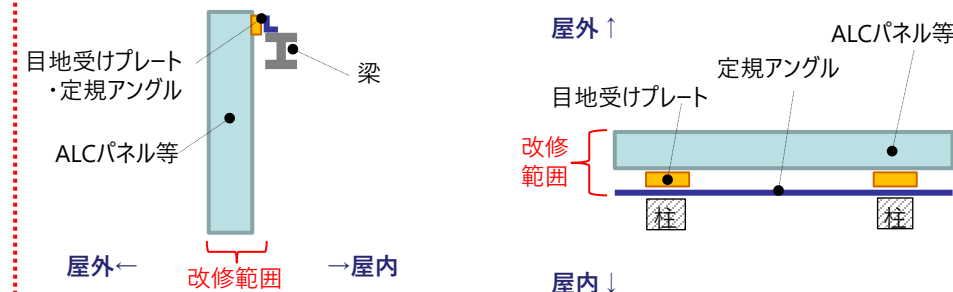 目地受けプレート
・定規アングル
梁
ALCパネル等
屋外←
改修範囲
→屋内
屋外↑
ALCパネル等
定規アングル
目地受けプレート
改修
範囲
柱
柱
屋内↓